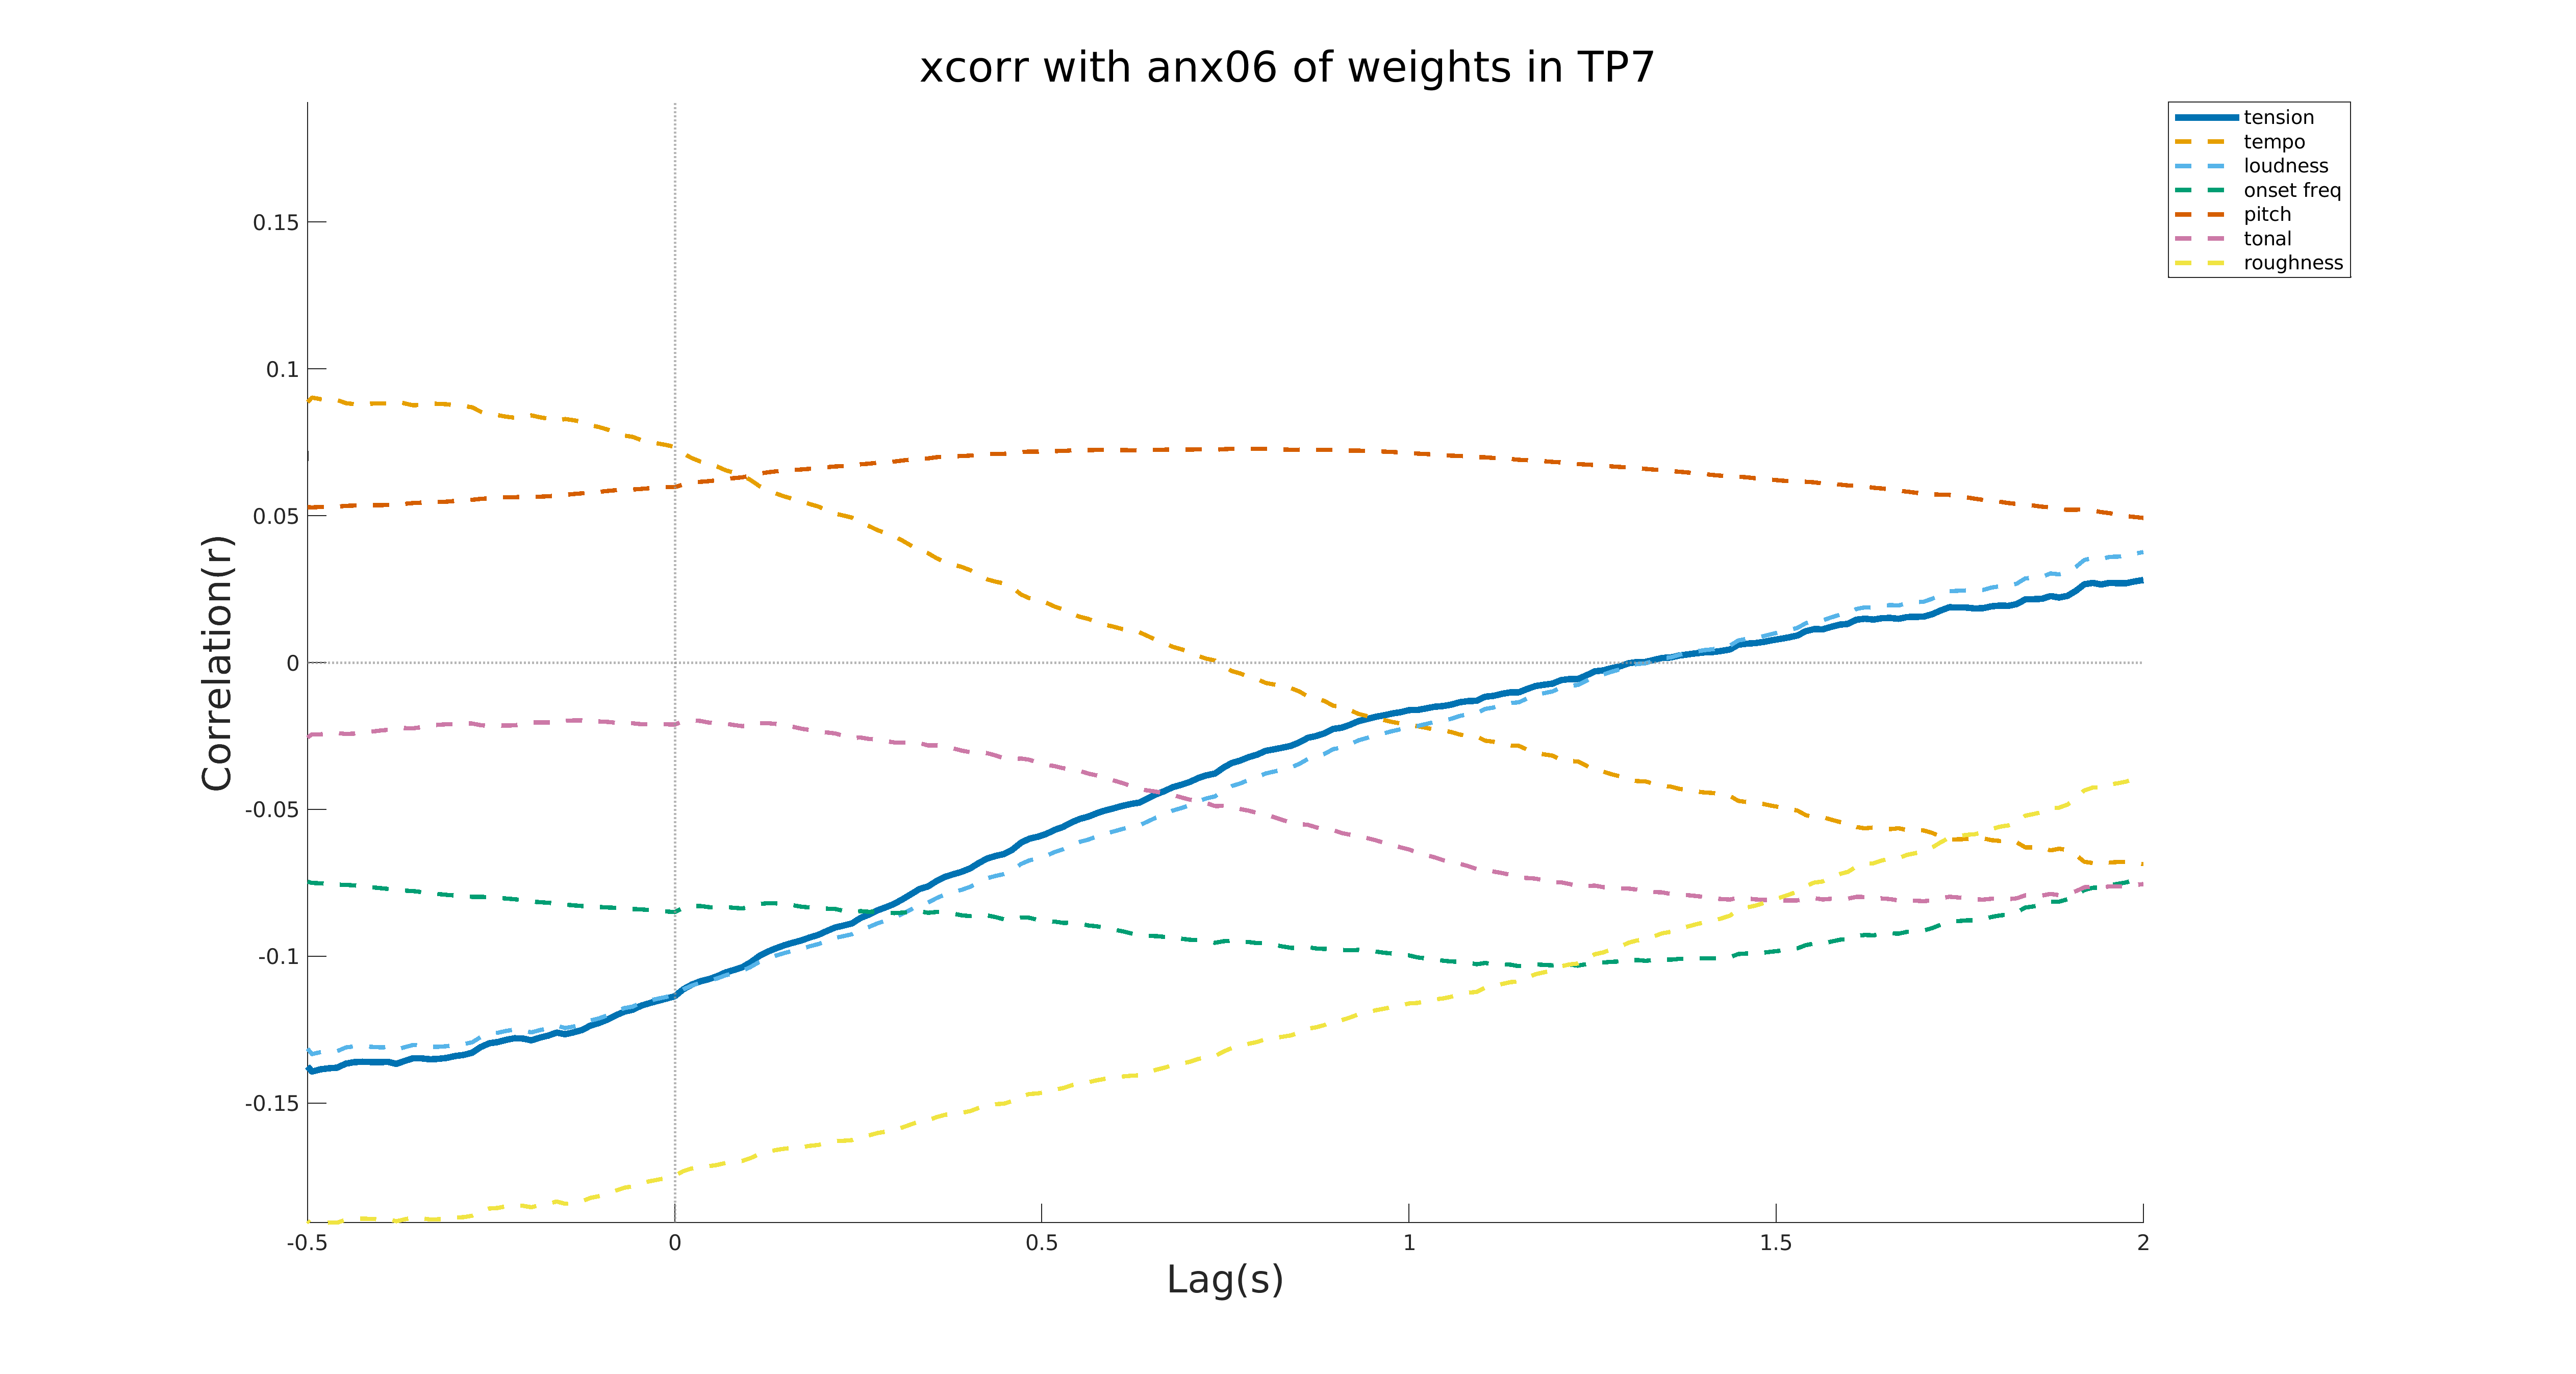 xcorr with anx06 of weights in TP7
tension
tempo
loudness
onset freq
pitch
tonal
roughness
0.15
0.1
0.05
0
-0.05
-0.1
-0.15
Correlation(r)
-0.5
0
0.5
1
1.5
2
Lag(s)